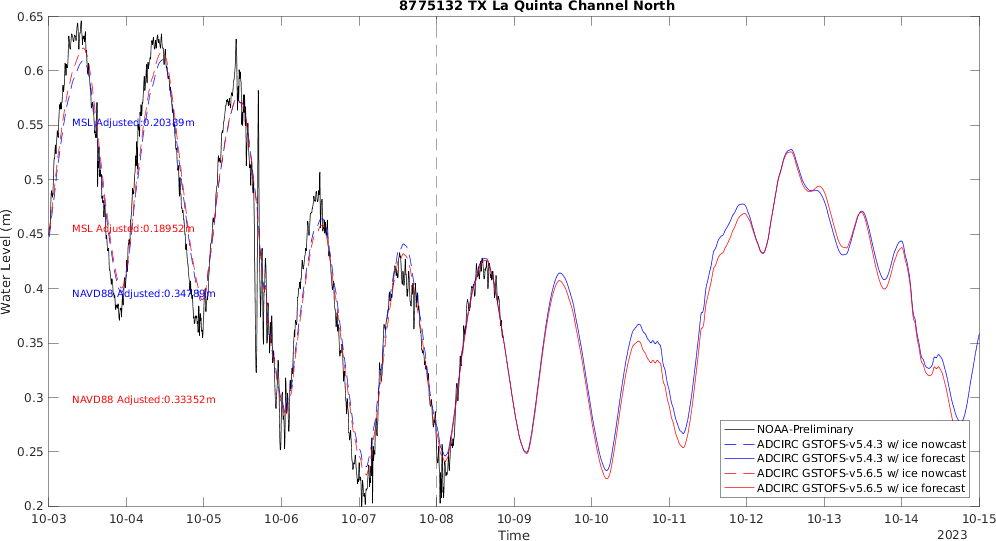 8775132 TX La Quinta Channel North
0.65
0.6
0.55
0.5
0.45
0.4
0.35
0.3
0.25
0.2
Water Level (m)
MSL Adjusted:0.20389m
MSL Adjusted:0.18952m
NAVD88 Adjusted:0.34789m
NAVD88 Adjusted:0.33352m
NOAA-Preliminary
ADCIRC GSTOFS-v5.4.3 w/ ice nowcast
ADCIRC GSTOFS-v5.4.3 w/ ice forecast
ADCIRC GSTOFS-v5.6.5 w/ ice nowcast
ADCIRC GSTOFS-v5.6.5 w/ ice forecast
10-03 10-04 10-05 10-06 10-07 10-08 10-09 10-10 10-11 10-12 10-13 10-14 10-15
Time
2023